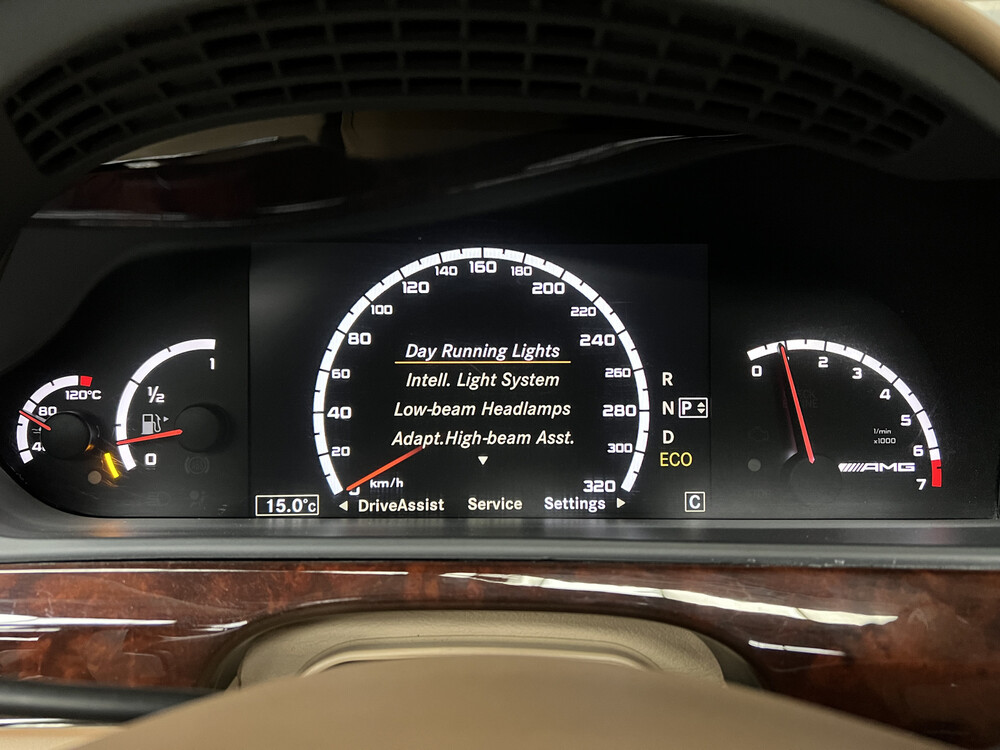 120°C
80
4
1
½
0
15.0°C
0
20
40
60
80
100
120
140
160
180
200
220
240
260
280
300
320
km/h
Day Running Lights
Intell. Light System
Low-beam Headlamps
Adapt.High-beam Asst.
DriveAssist Service Settings
R
N P
D
ECO
C
0
2
3
4
5
6
7
1/min
x1000
AMG